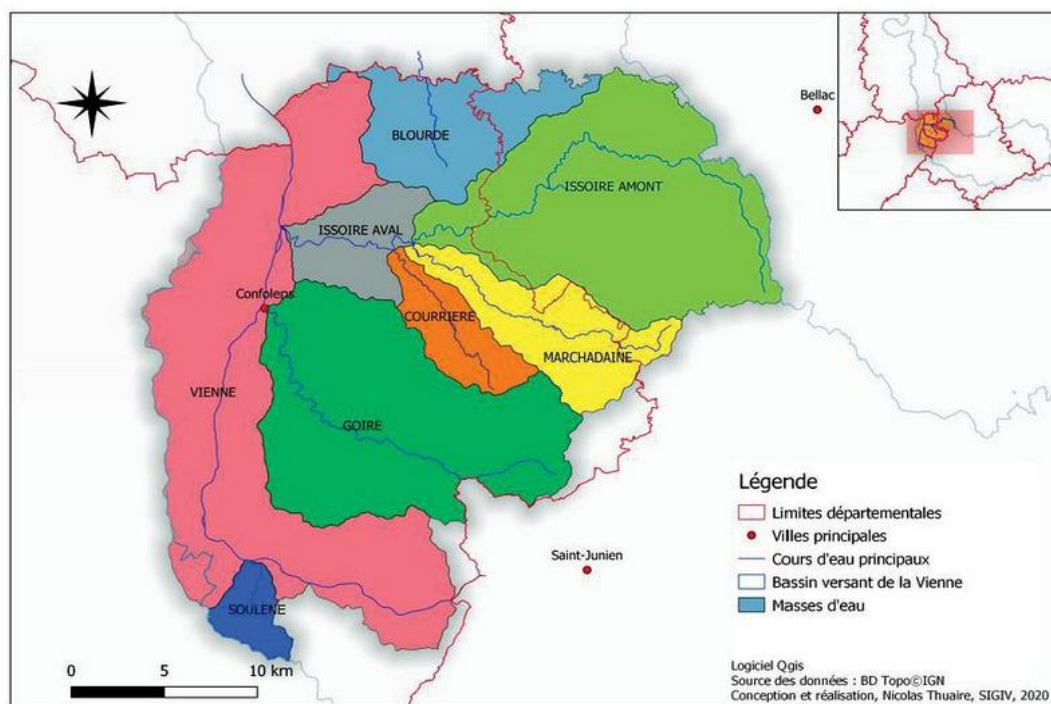 Bellac
BLOURDE
ISSOIRE AMONT
ISSOIRE AVAL
Confolens
COURRIERE
MARCHADAINE
VIENNE
GOIRE
Saint-Junien
SOULENE
0 5 10 km
Légende
Limites départementales
Villes principales
Cours d'eau principaux
Bassin versant de la Vienne
Masses d'eau
Logiciel Qgis
Source des données : BD Topo©IGN
Conception et réalisation, Nicolas Thuaire, SIGIV, 2020